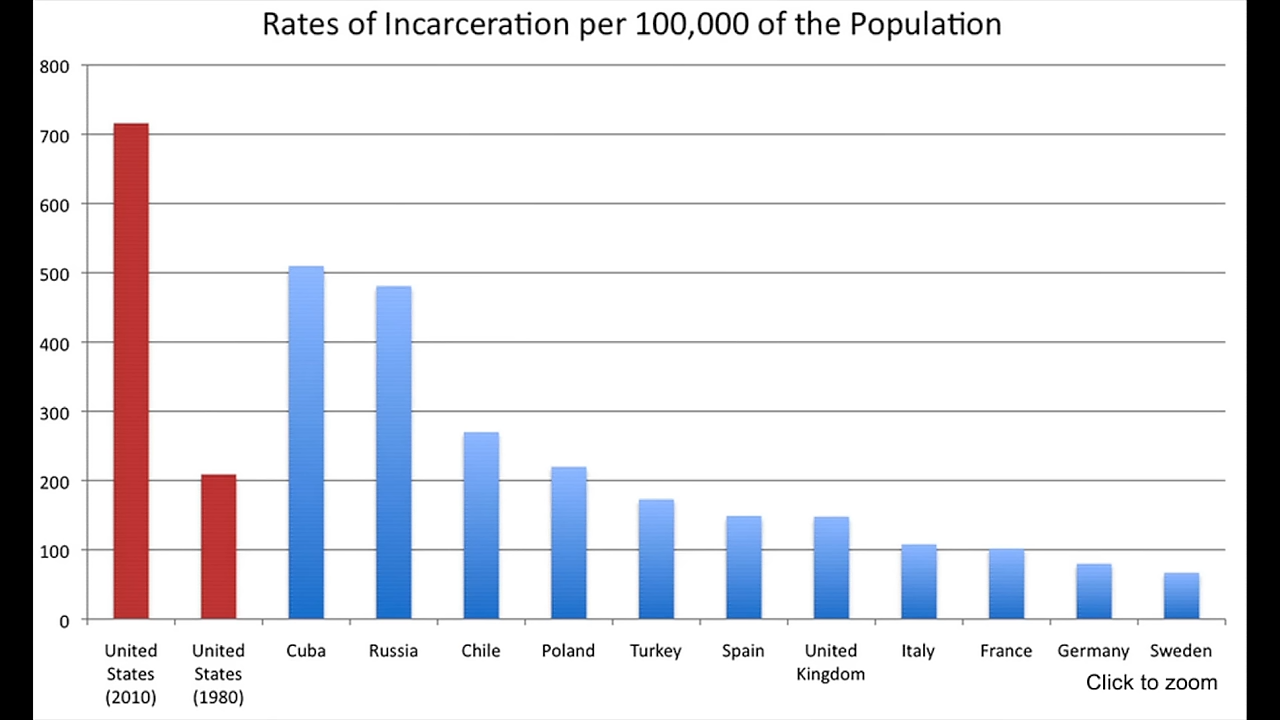 Rates of Incarceration per 100,000 of the Population
800
700
600
500
400
300
200
100
0
United States (2010)
United States (1980)
Cuba
Russia
Chile
Poland
Turkey
Spain
United Kingdom
Italy
France
Germany
Sweden
Click to zoom